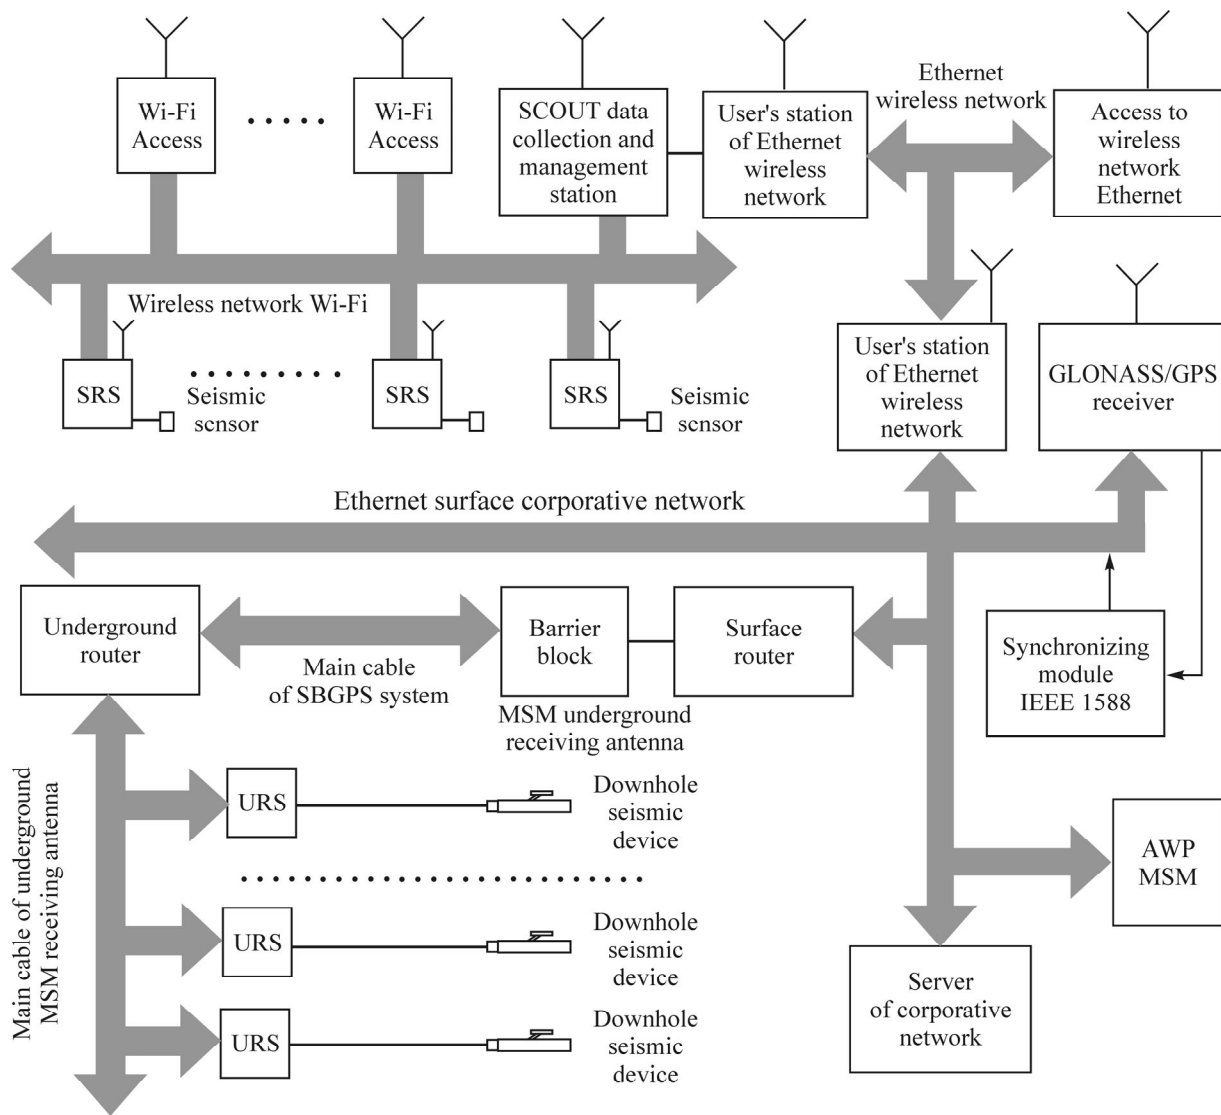 Wi-Fi
Access
Wi-Fi
Access
SCOUT data
collection and
management
station
User's station
of Ethernet
wireless
network
Ethernet
wireless network
Access to
wireless
network
Ethernet
Wireless network Wi-Fi
SRS
Seismic
scnsor
SRS
SRS
Seismic
sensor
User's station
of Ethernet
wireless
network
GLONASS/GPS
receiver
Ethernet surface corporative network
Underground
router
Main cable
of SBGPS system
Barrier
block
Surface
router
Synchronizing
module
IEEE 1588
MSM underground
receiving antenna
Main cable of underground
MSM receiving antenna
URS
Downhole
seismic
device
URS
Downhole
seismic
device
URS
Downhole
seismic
device
AWP
MSM
Server
of corporative
network